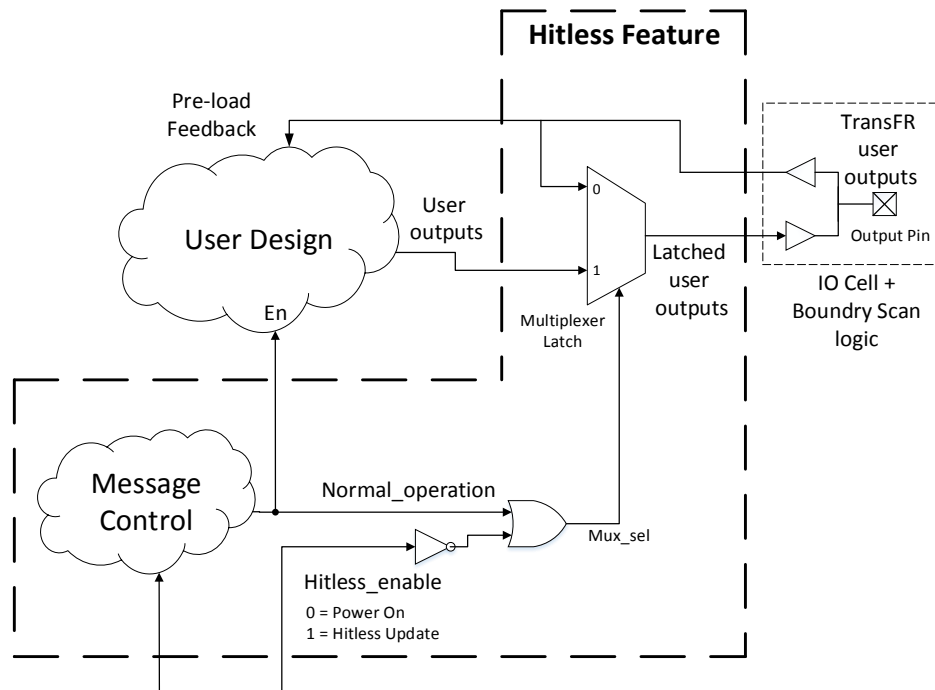 Hitless Feature
Pre-load
Feedback
TransFR
user
outputs
0
User Design
User
outputs
Output Pin
1
Latched
user
outputs
IO Cell +
Boundry Scan
logic
En
Multiplexer
Latch
Message
Control
Normal_operation
Mux_sel
Hitless_enable
0 = Power On
1 = Hitless Update